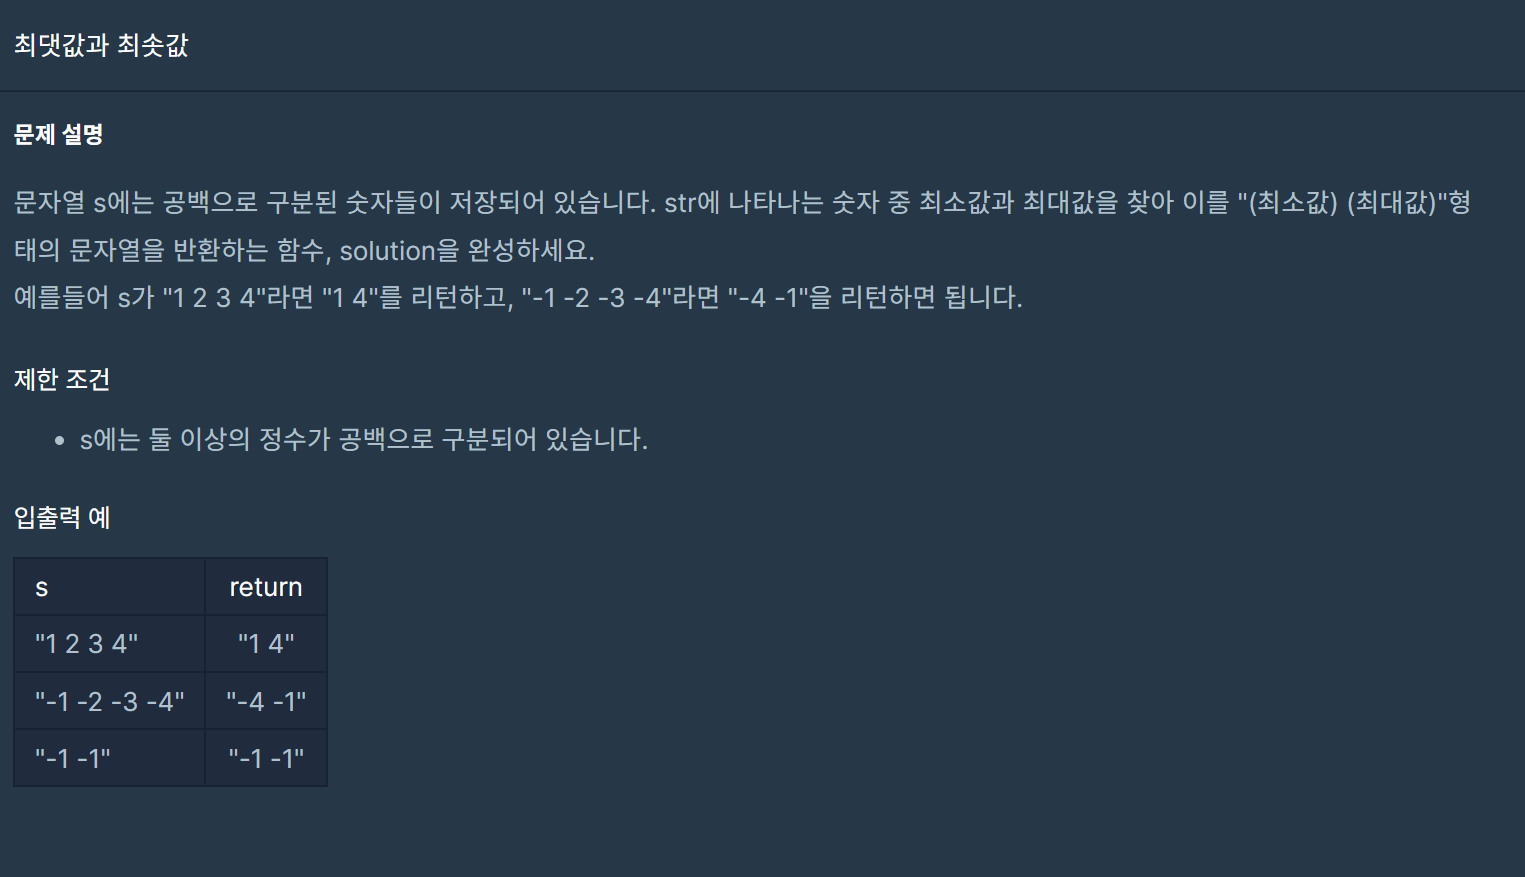 최댓값과 최솟값
문제 설명
문자열 s에는 공백으로 구분된 숫자들이 저장되어 있습니다. str에 나타나는 숫자 중 최소값과 최대값을 찾아 이를 "(최소값) (최대값)"형
태의 문자열을 반환하는 함수, solution을 완성하세요.
예를들어 s가 "1 2 3 4"라면 "1 4"를 리턴하고, "-1 -2 -3 -4"라면 "-4 -1"을 리턴하면 됩니다.
제한 조건
• s에는 둘 이상의 정수가 공백으로 구분되어 있습니다.
입출력 예
s return
"1 2 3 4" "1 4"
"-1 -2 -3 -4" "-4 -1"
"-1 -1" "-1 -1"